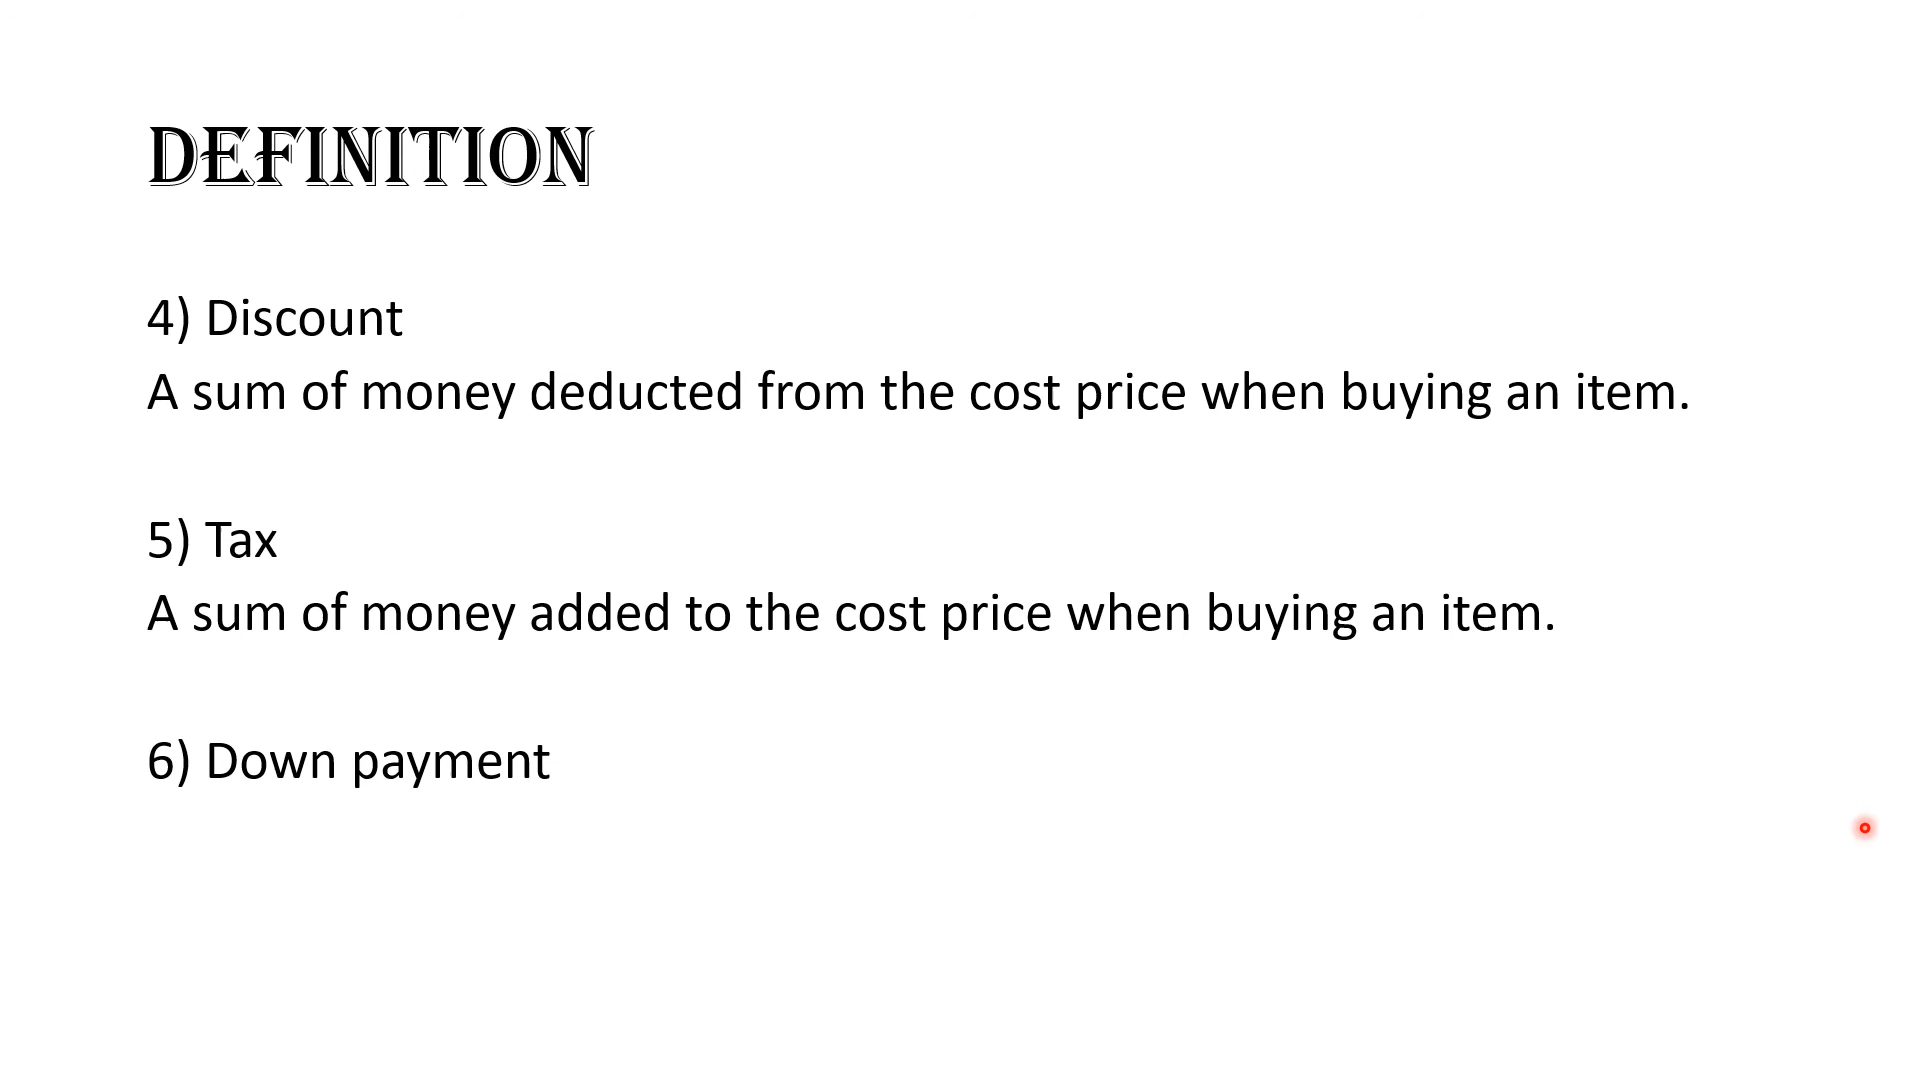 DEFINITION
4) Discount
A sum of money deducted from the cost price when buying an item.
5) Tax
A sum of money added to the cost price when buying an item.
6) Down payment